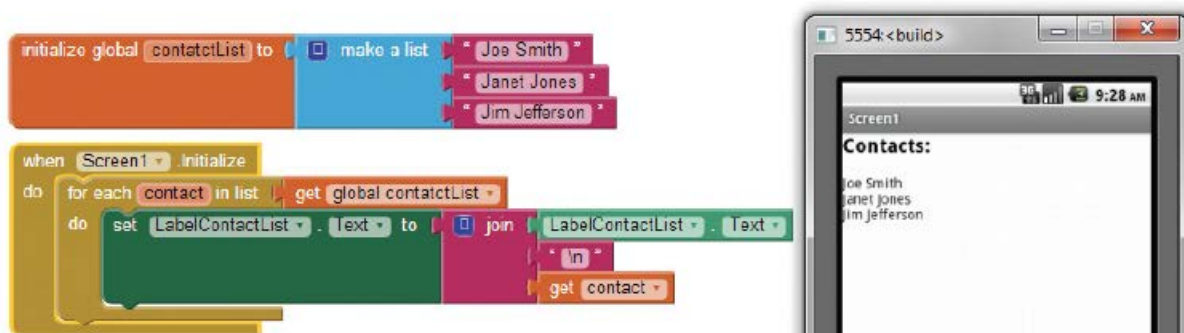 initialize global contatctList to make a list " Joe Smith "
" Janet Jones "
" Jim Jefferson "
when Screen1 .Initialize
do for each contact in list get global contatctList
do set LabelContactList . Text to join LabelContactList . Text
" \n "
get contact
5554:<build>
3G 9:28 AM
Screen1
Contacts:
Joe Smith
Janet Jones
Jim Jefferson